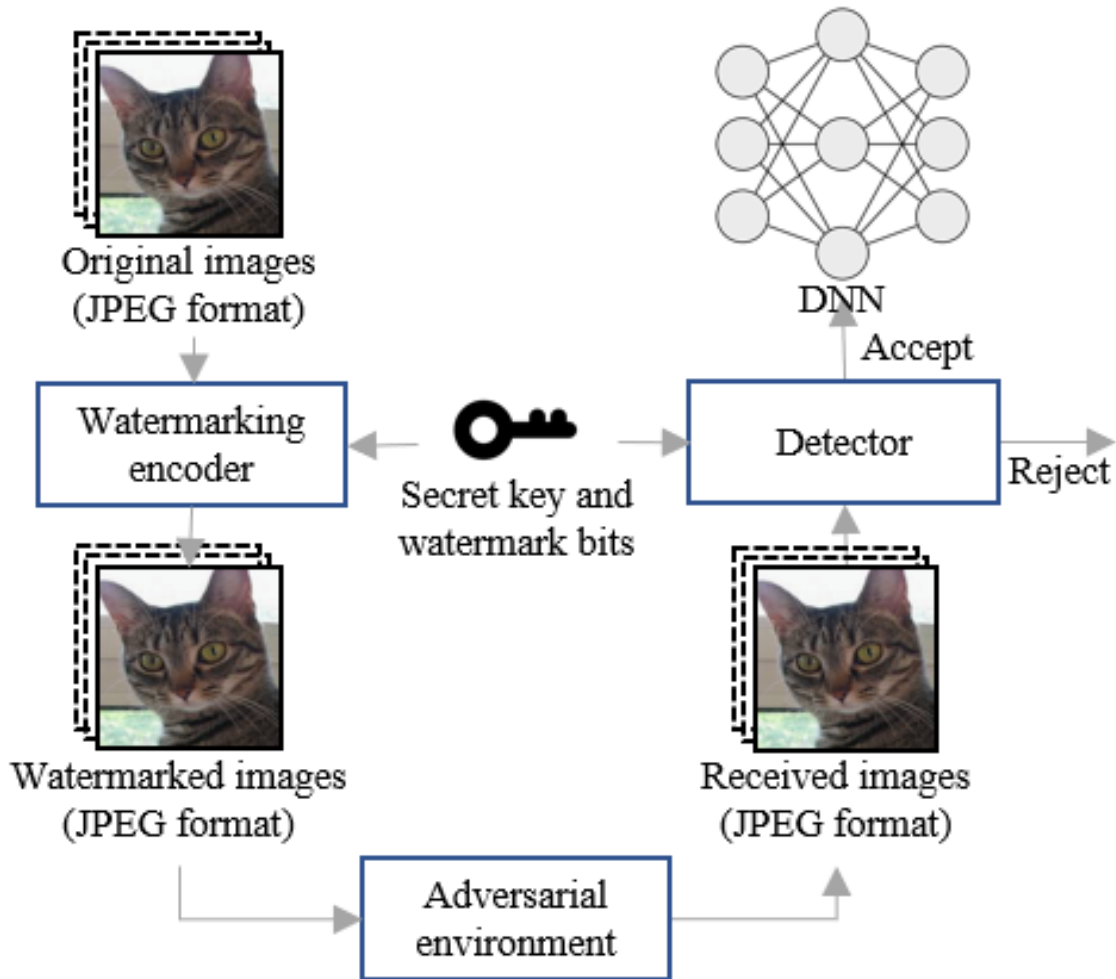 Original images
(JPEG format)
DNN
Accept
Watermarking
encoder
Secret key and
watermark bits
Detector
Reject
Watermarked images
(JPEG format)
Received images
(JPEG format)
Adversarial
environment